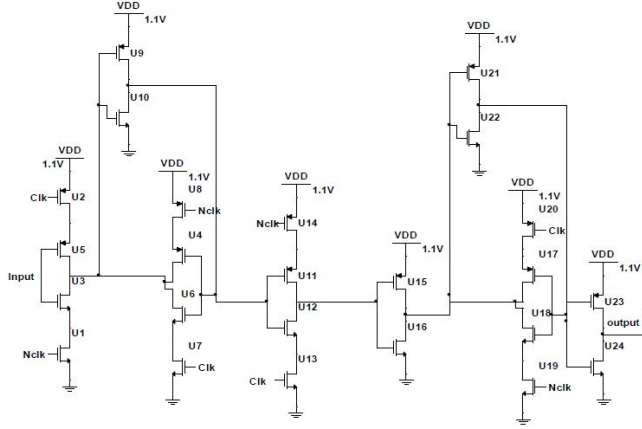 VDD
1.1V
U9
U10
VDD
1.1V
U21
U22
VDD
1.1V
U2
Clk
U5
Input
U3
U1
Nclk
VDD
1.1V
U8
Nclk
U4
U6
U7
Clk
VDD
1.1V
U14
Nclk
U11
U12
U13
Clk
VDD
1.1V
U15
U16
VDD
1.1V
U20
Clk
U17
U18
U19
Nclk
VDD
1.1V
U23
output
U24